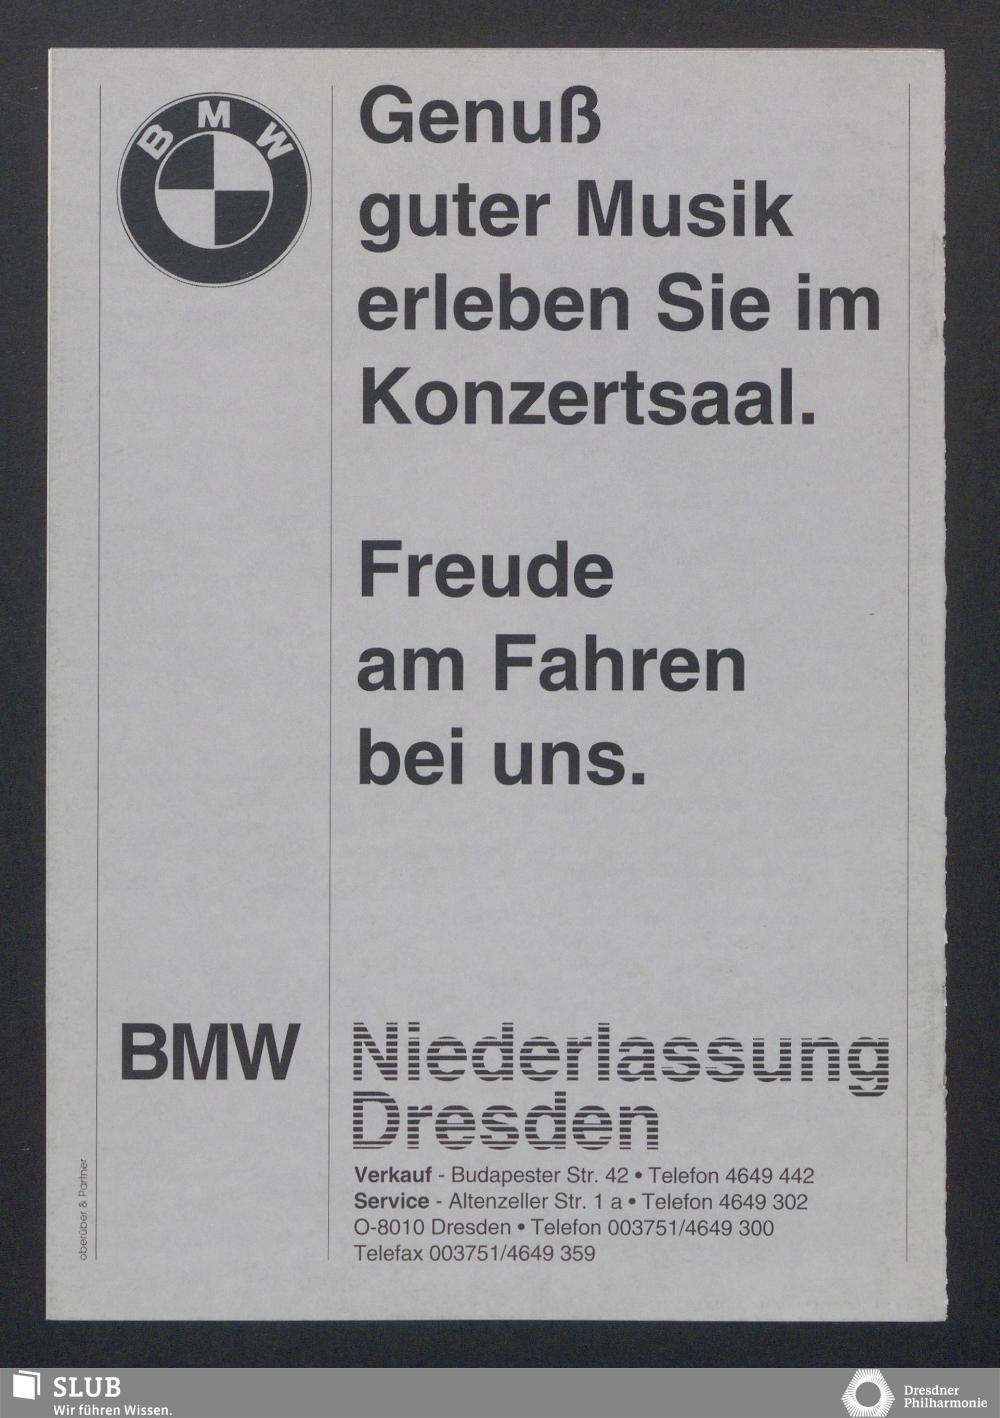 BMW
Genuß
guter Musik
erleben Sie im
Konzertsaal.
Freude
am Fahren
bei uns.
BMW
Niederlassung
Dresden
Verkauf - Budapester Str. 42 • Telefon 4649 442
Service - Altenzeller Str. 1 a • Telefon 4649 302
O-8010 Dresden • Telefon 003751/4649 300
Telefax 003751/4649 359
oberüber & Partner
SLUB
Wir führen Wissen.
Dresdner
Philharmonie